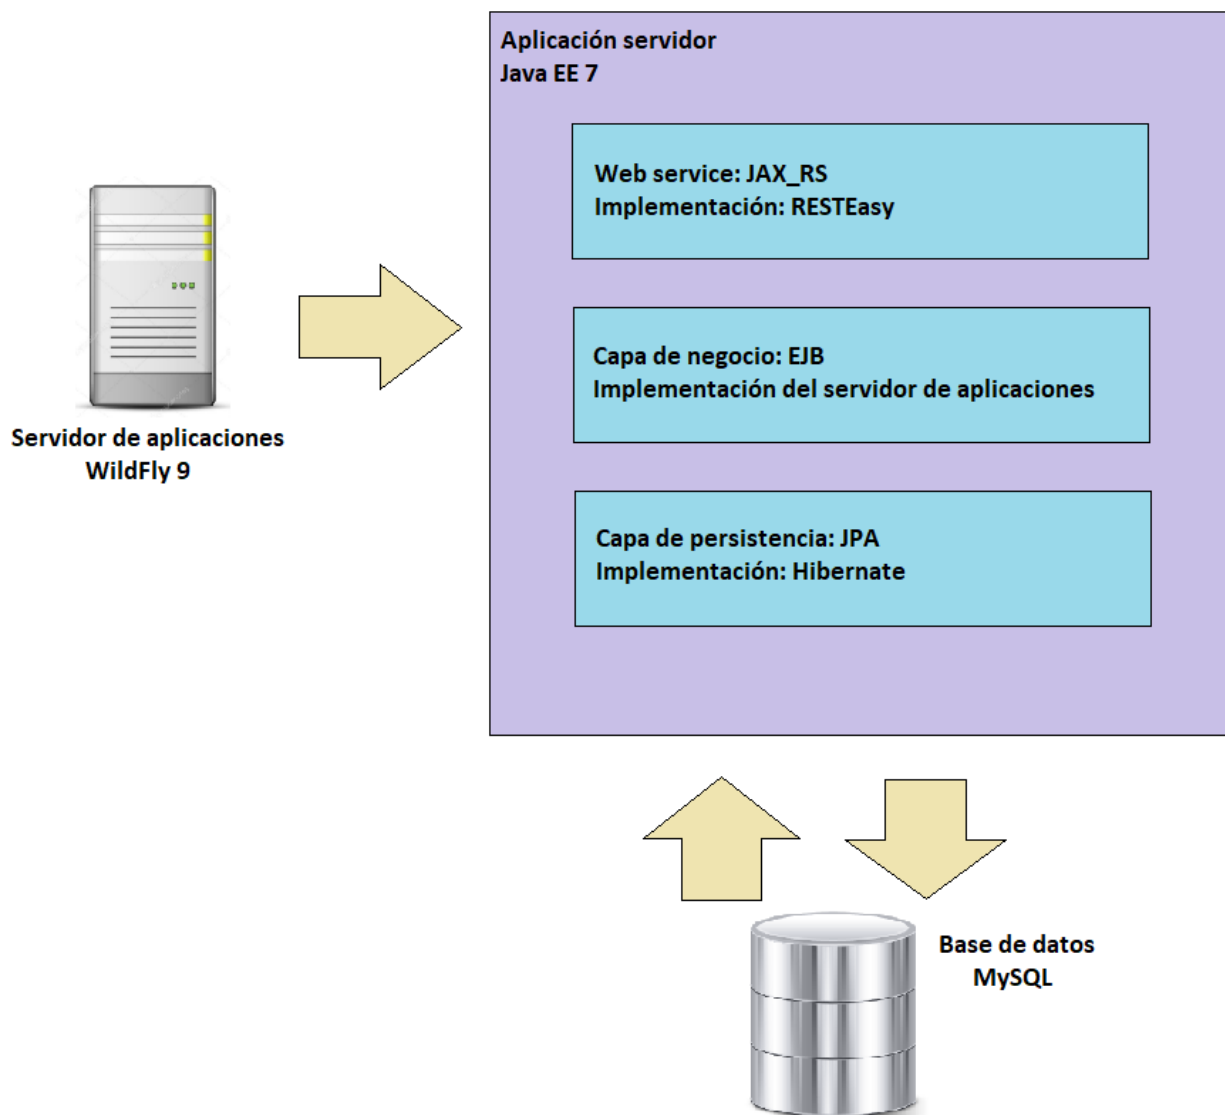 Aplicación servidor
Java EE 7
Web service: JAX_RS
Implementación: RESTEasy
Capa de negocio: EJB
Implementación del servidor de aplicaciones
Capa de persistencia: JPA
Implementación: Hibernate
Servidor de aplicaciones
WildFly 9
Base de datos
MySQL